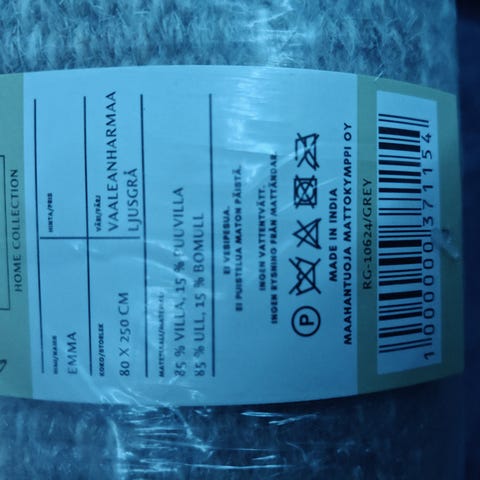 HOME COLLECTION
NIMI/NAMN
EMMA
HINTA/PRIS
KOKO/STORLEK
80 X 250 CM
VÄRI/FÄRJ
VAALEANHARMAA
LJUSGRÅ
MATERIAALI/MATERIAL
85 % VILLA, 15 % PUUVILLA
85 % ULL, 15 % BOMULL
EI VESIPESUA.
EI PUISTELUA MATON PÄISTÄ.
INGEN VATTENTVÄTT.
INGEN RYSNING FRÅN MATTÄNDAR.
P
MADE IN INDIA
MAAHANTUOJA MATTOKYMPPI OY
RG-10624/GREY
1000000371154